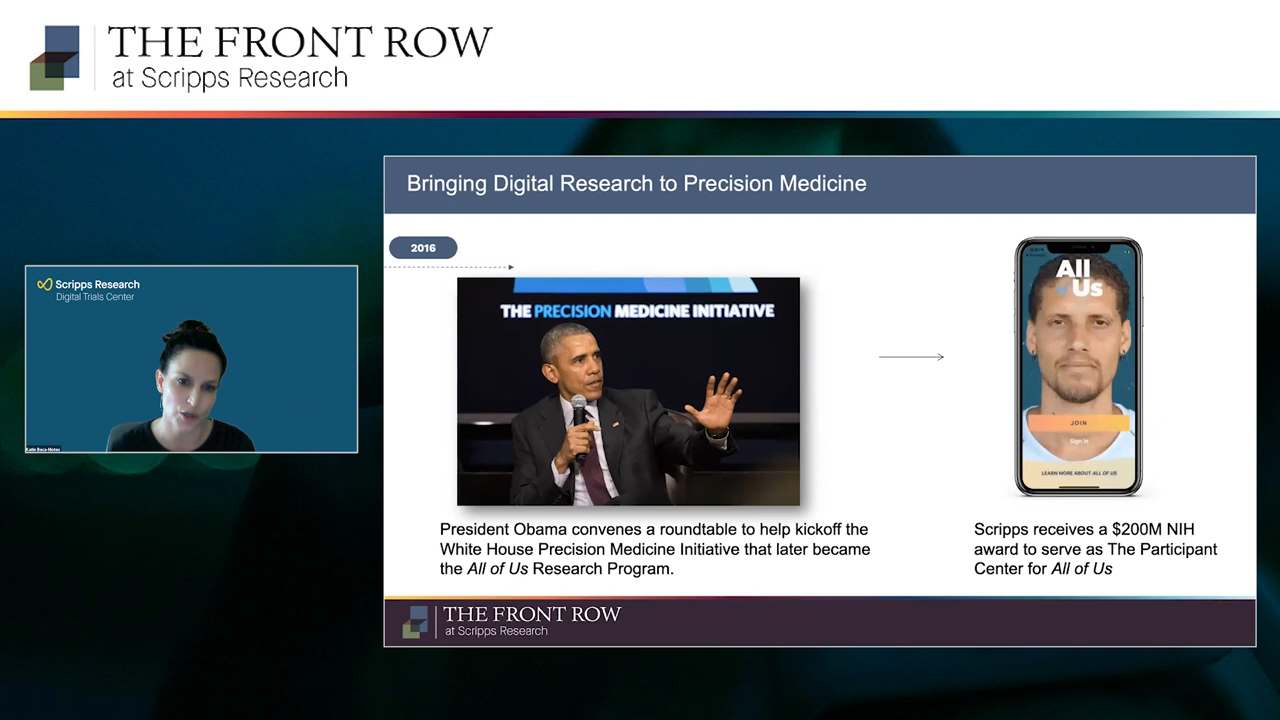 THE FRONT ROW
at Scripps Research
Scripps Research
Digital Trials Center
Katie Baca-Motes
Bringing Digital Research to Precision Medicine
2016
THE PRECISION MEDICINE INITIATIVE
President Obama convenes a roundtable to help kickoff the
White House Precision Medicine Initiative that later became
the All of Us Research Program.
All
of Us
JOIN
Sign in
LEARN MORE ABOUT ALL OF US
Scripps receives a $200M NIH
award to serve as The Participant
Center for All of Us
THE FRONT ROW
at Scripps Research